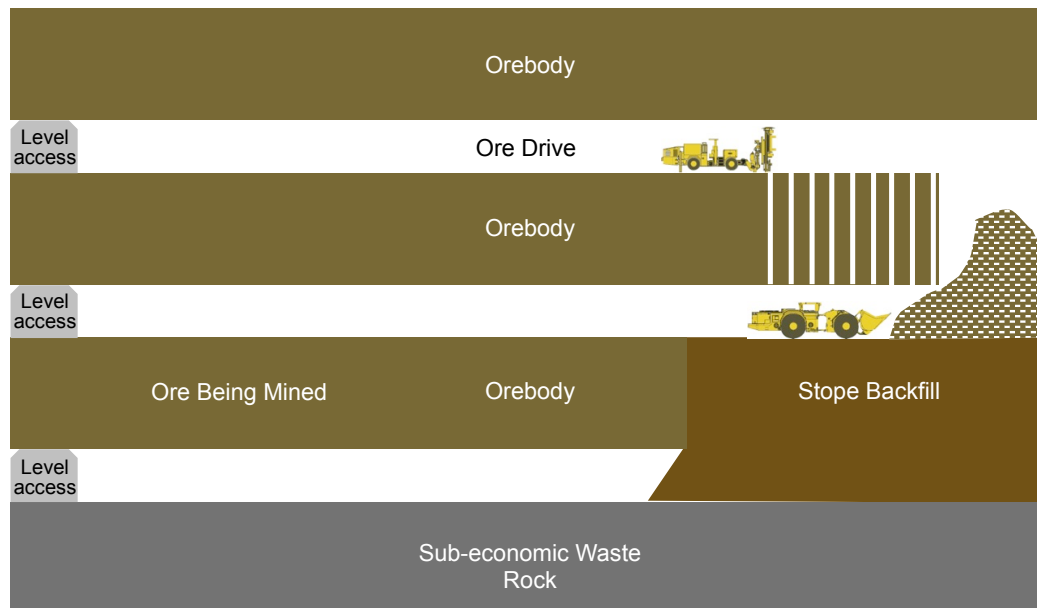 Orebody
Level
access
Ore Drive
Orebody
Level
access
Ore Being Mined
Orebody
Stope Backfill
Level
access
Sub-economic Waste
Rock